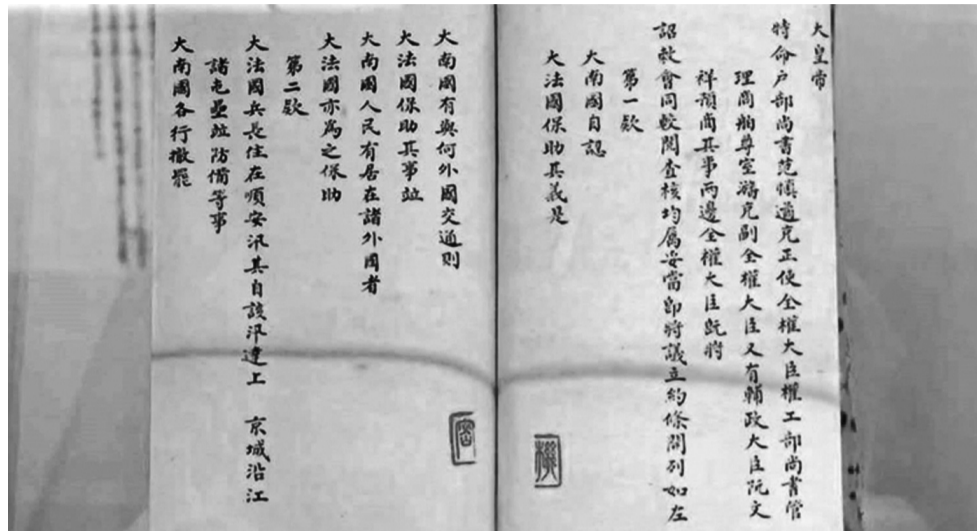 大皇帝
時命户部尚書范慎遹充正使全權大臣權工部尚書管
理商舶尊室濳充副全權大臣又有輔政大臣阮文
祥預商其事兩邊全權大臣既將
詔敕會同較閱查核均屬妥當即將議立約條開列如左
第一欵
大南國自認
大法國保助其義是
大南國有與何外國交通則
大法國保助其事竝
大南國人民有居在諸外國者
大法國亦爲之保助
第二欵
大法國兵長住在順安汛其自該汛達上 京城沿江
諸屯壘竝防備等事
大南國各行撤罷
機
密